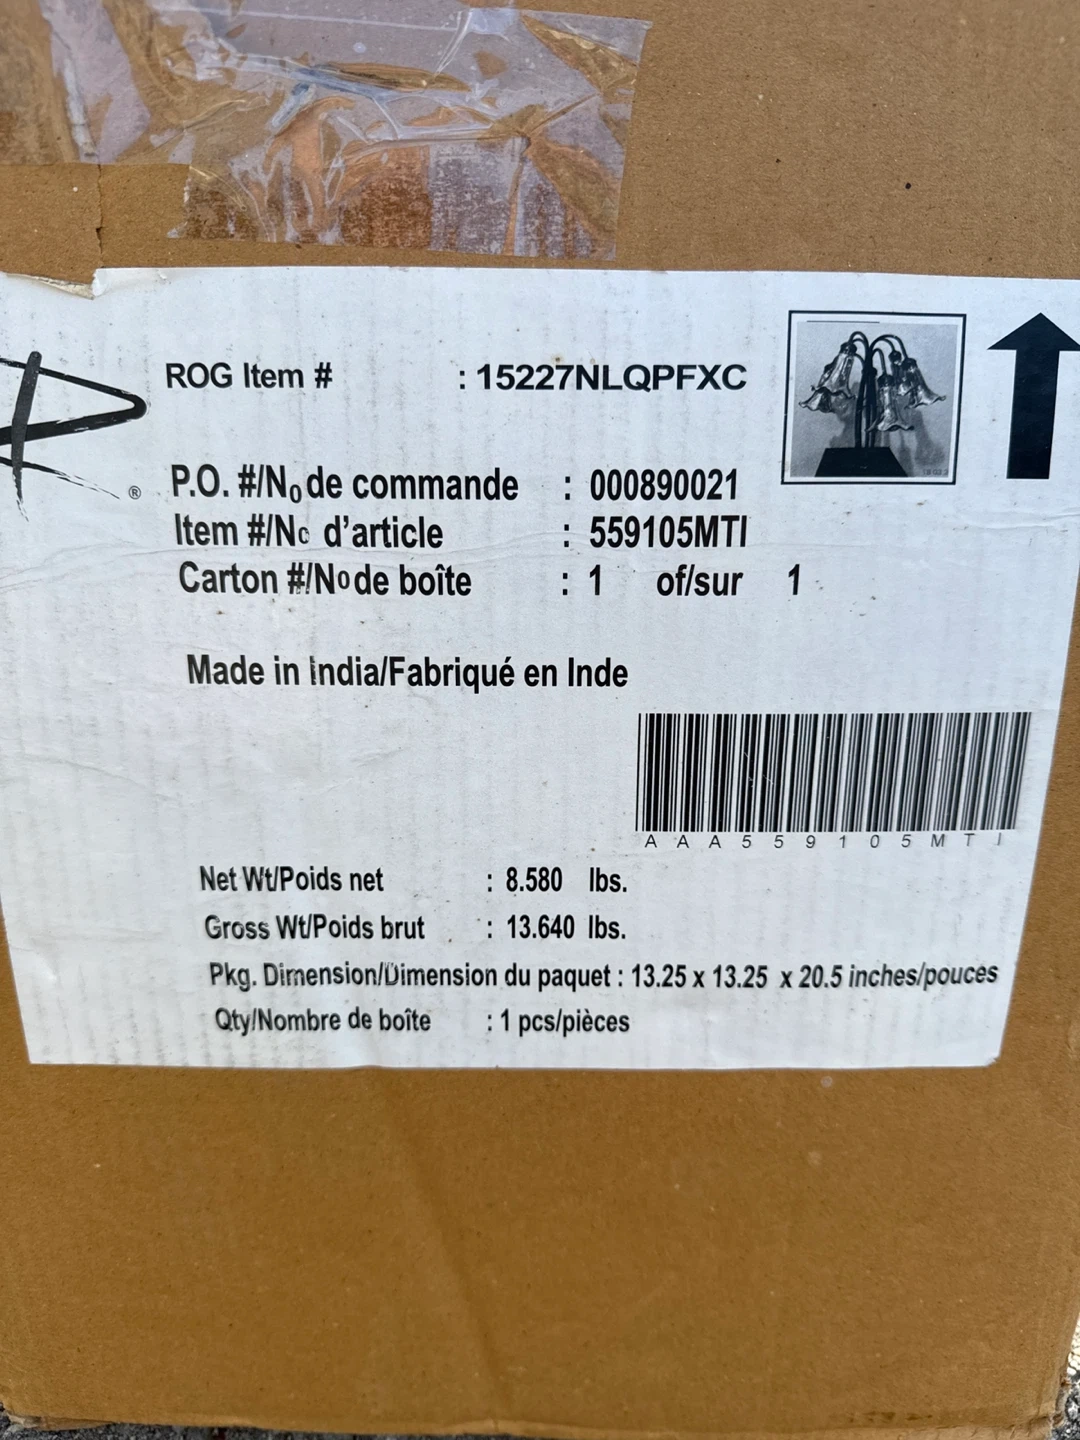 ROG Item # : 15227NLQPFXC
®
P.O. #/No de commande : 000890021
Item #/No d'article : 559105MTI
Carton #/No de boîte : 1 of/sur 1
Made in India/Fabriqué en Inde
AAA559105MTI
Net Wt/Poids net : 8.580 lbs.
Gross Wt/Poids brut : 13.640 lbs.
Pkg. Dimension/Dimension du paquet : 13.25 x 13.25 x 20.5 inches/pouces
Qty/Nombre de boîte : 1 pcs/pièces